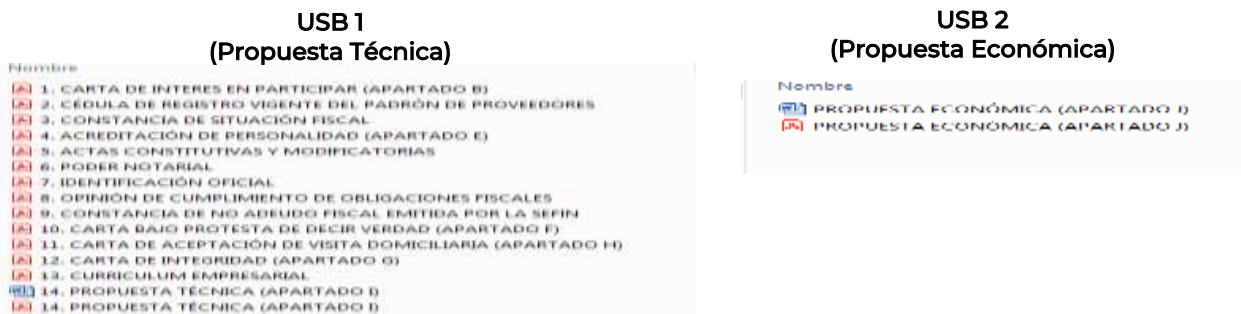 USB 1
(Propuesta Técnica)
Nombre
1. CARTA DE INTERES EN PARTICIPAR (APARTADO B)
2. CÉDULA DE REGISTRO VIGENTE DEL PADRÓN DE PROVEEDORES
3. CONSTANCIA DE SITUACIÓN FISCAL
4. ACREDITACIÓN DE PERSONALIDAD (APARTADO E)
5. ACTAS CONSTITUTIVAS Y MODIFICATORIAS
6. PODER NOTARIAL
7. IDENTIFICACIÓN OFICIAL
8. OPINIÓN DE CUMPLIMIENTO DE OBLIGACIONES FISCALES
9. CONSTANCIA DE NO ADEUDO FISCAL EMITIDA POR LA SEFIN
10. CARTA BAJO PROTESTA DE DECIR VERDAD (APARTADO F)
11. CARTA DE ACEPTACIÓN DE VISITA DOMICILIARIA (APARTADO H)
12. CARTA DE INTEGRIDAD (APARTADO G)
13. CURRICULUM EMPRESARIAL
14. PROPUESTA TÉCNICA (APARTADO I)
14. PROPUESTA TÉCNICA (APARTADO I)
USB 2
(Propuesta Económica)
Nombre
PROPUESTA ECONÓMICA (APARTADO J)
PROPUESTA ECONÓMICA (APARTADO J)